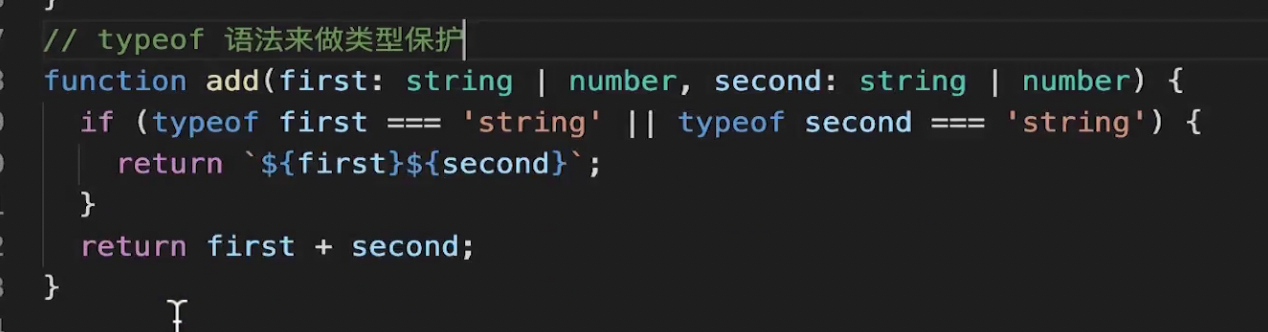 }
// typeof 语法来做类型保护
function add(first: string | number, second: string | number) {
  if (typeof first === 'string' || typeof second === 'string') {
    return `${first}${second}`;
  }
  return first + second;
}